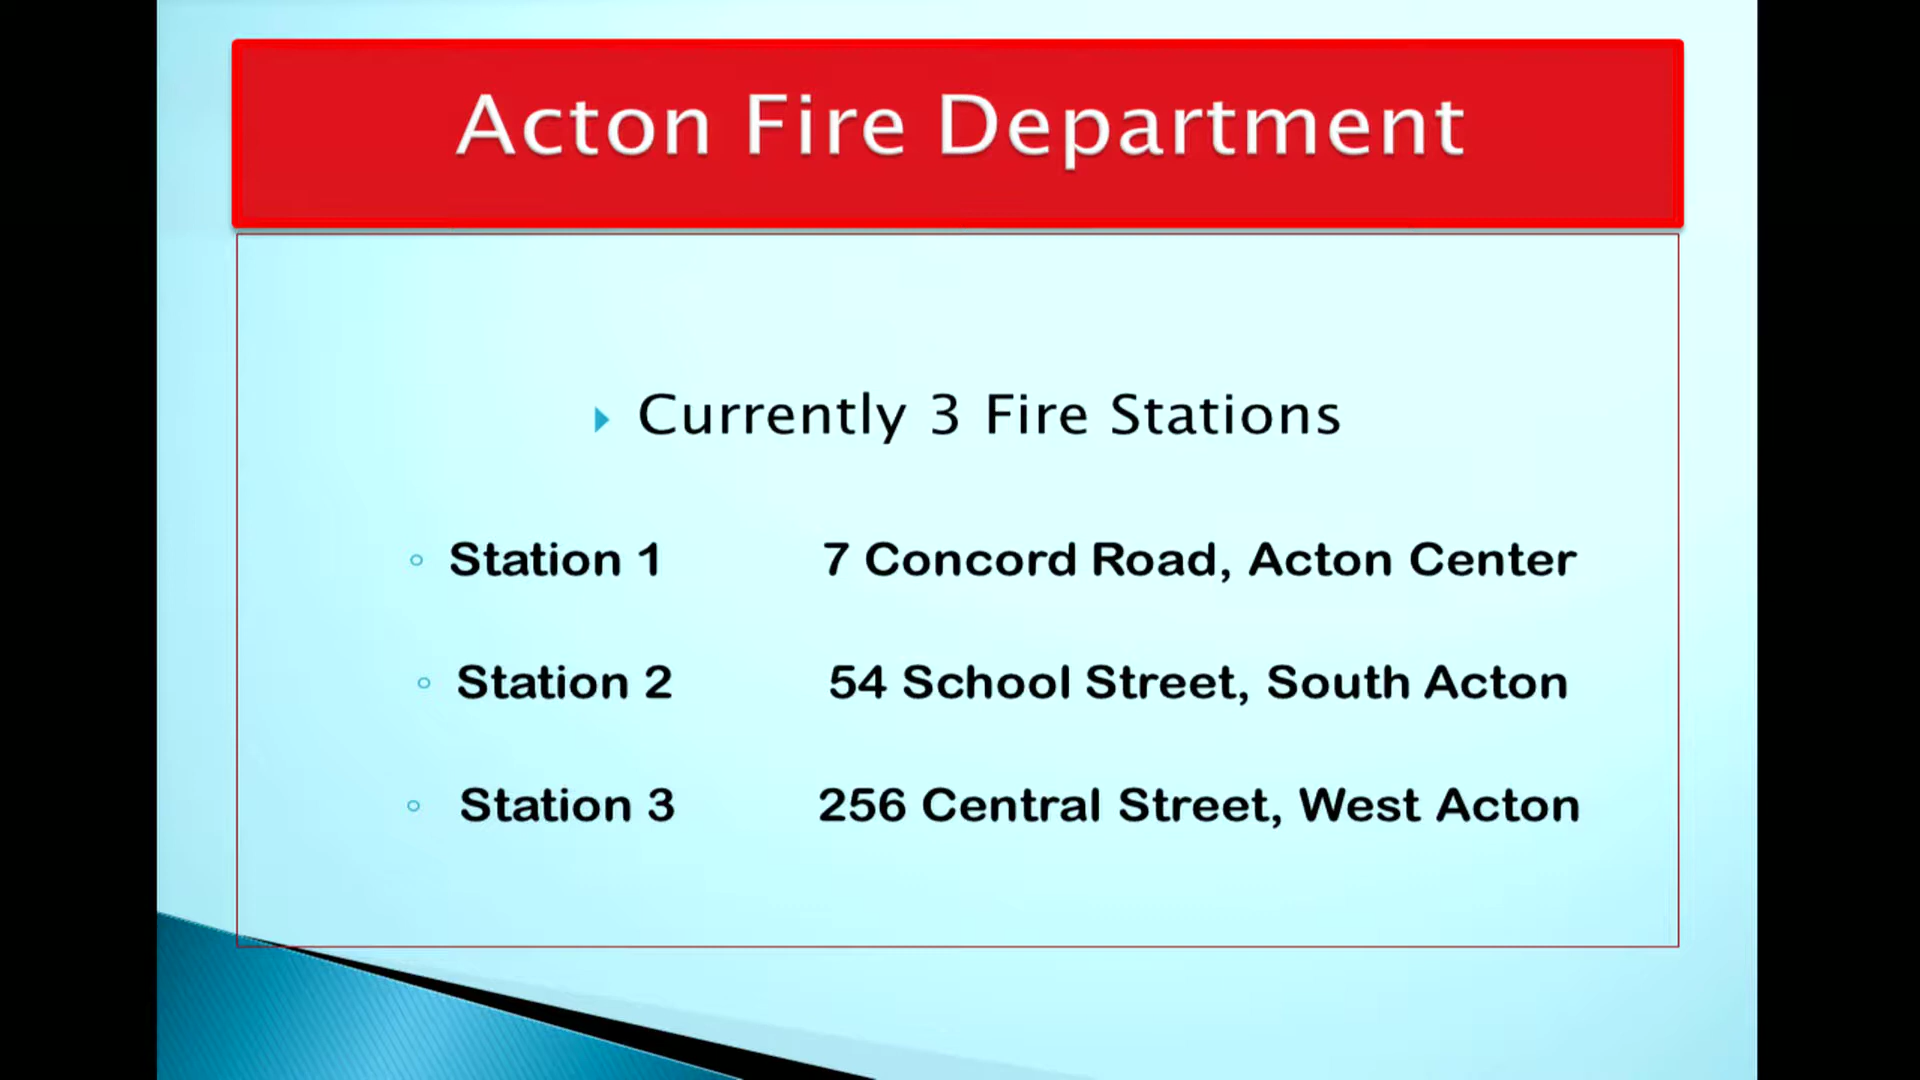 Acton Fire Department
Currently 3 Fire Stations
Station 1 7 Concord Road, Acton Center
Station 2 54 School Street, South Acton
Station 3 256 Central Street, West Acton